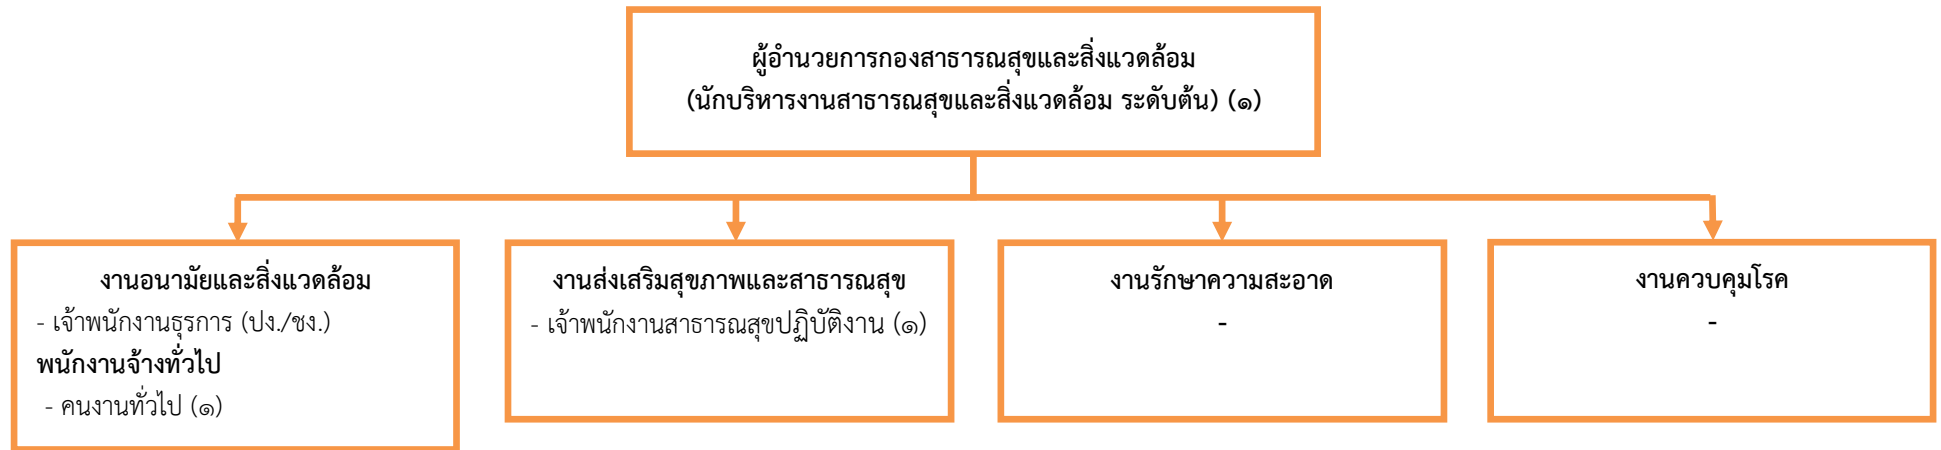 ผู้อำนวยการกองสาธารณสุขและสิ่งแวดล้อม
(นักบริหารงานสาธารณสุขและสิ่งแวดล้อม ระดับต้น) (๑)
งานอนามัยและสิ่งแวดล้อม
- เจ้าพนักงานธุรการ (ปง./ชง.)
พนักงานจ้างทั่วไป
- คนงานทั่วไป (๑)
งานส่งเสริมสุขภาพและสาธารณสุข
- เจ้าพนักงานสาธารณสุขปฏิบัติงาน (๑)
งานรักษาความสะอาด
-
งานควบคุมโรค
-